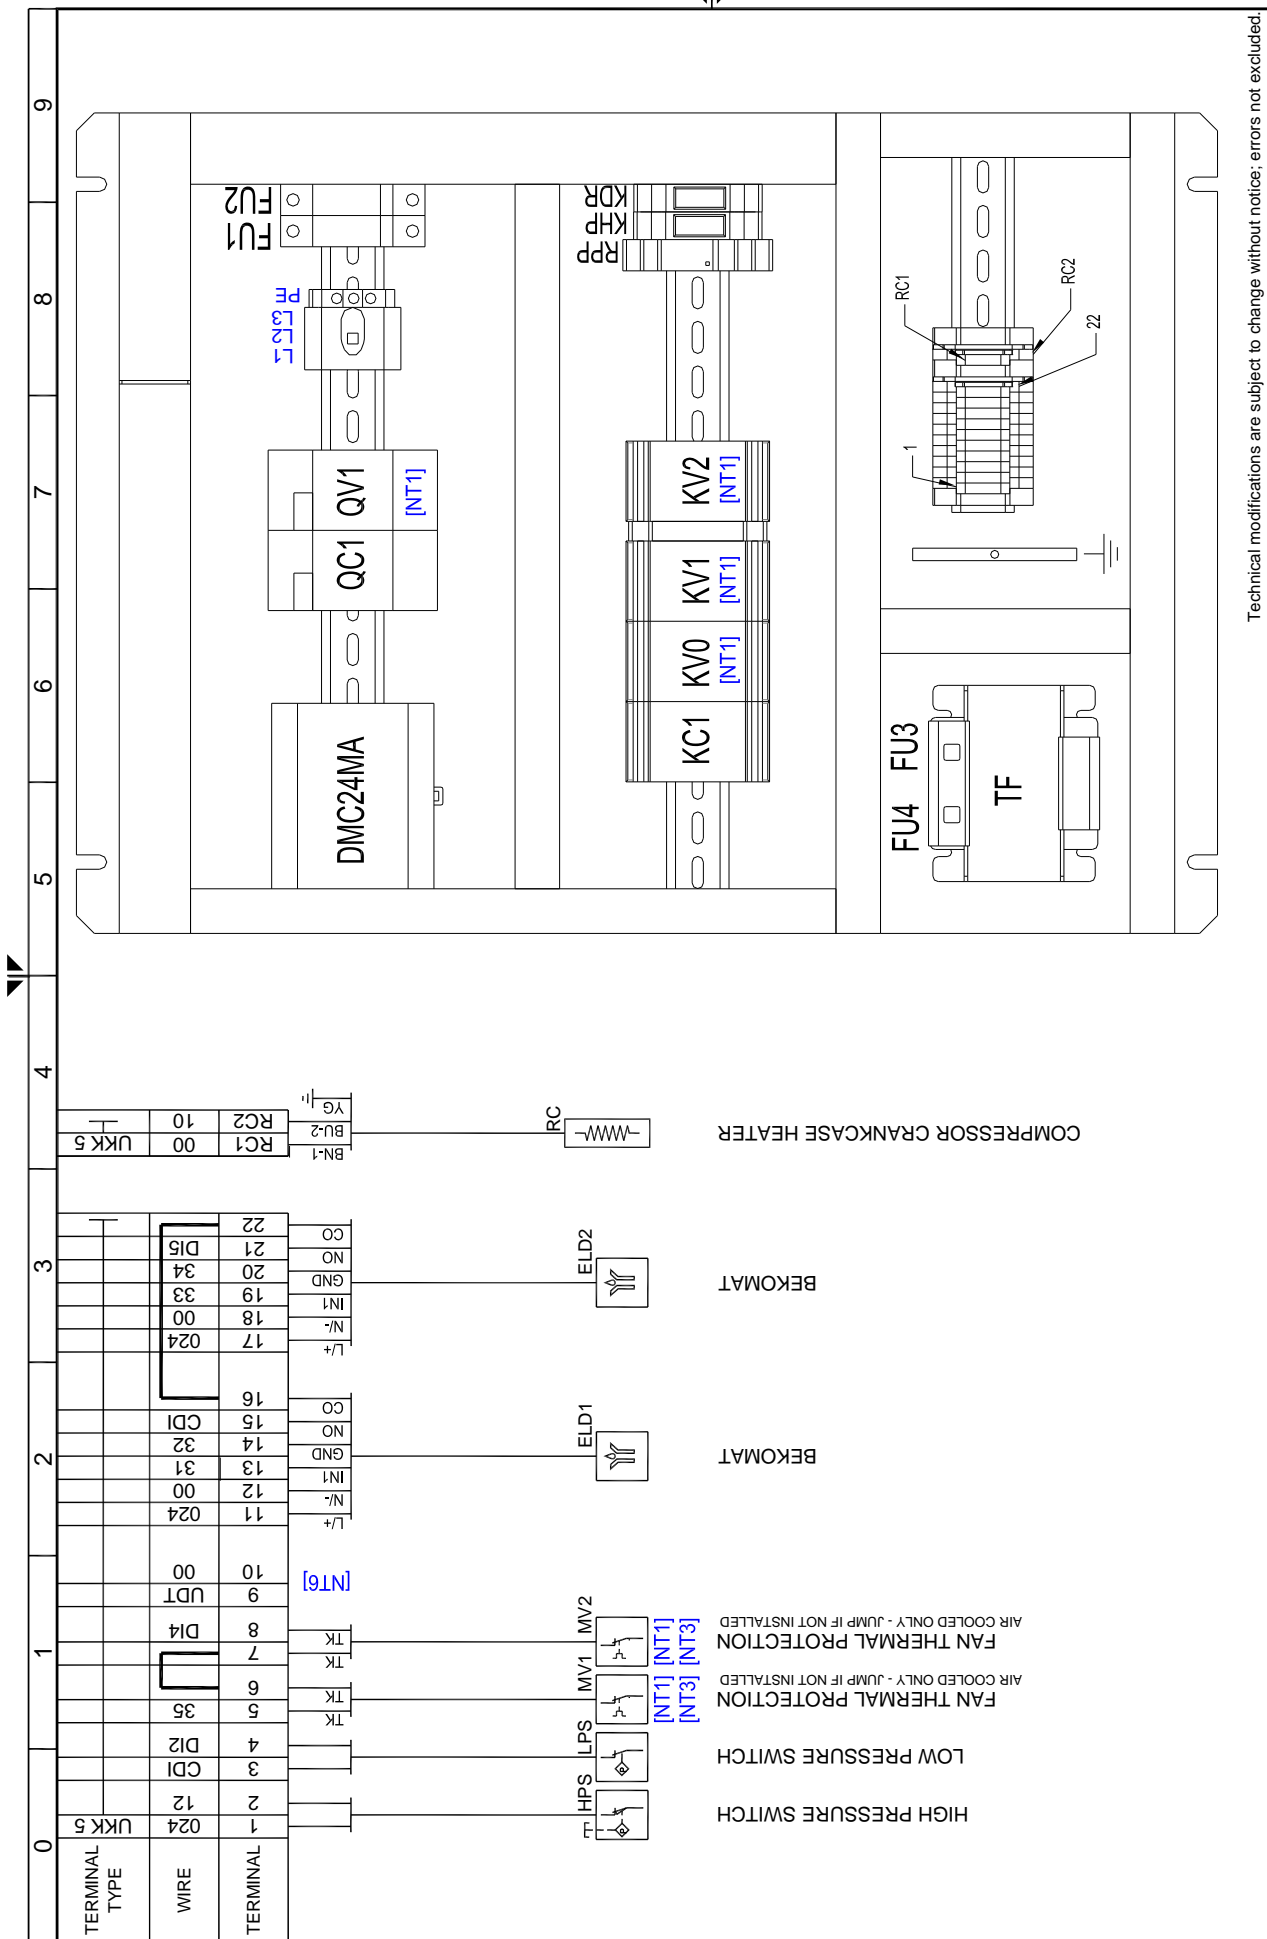 0 1 2 3 4 5 6 7 8 9
TERMINAL
TYPE
UKK 5
UKK 5
WIRE
024
12
CDI
DI2
35
DI4
UDT
00
024
00
31
32
CDI
024
00
33
34
DI5
00
10
TERMINAL
1
2
3
4
5
6
7
8
9
10
11
12
13
14
15
16
17
18
19
20
21
22
RC1
RC2
TK
TK
TK
TK
[NT6]
L/+
N/-
IN1
GND
NO
CO
L/+
N/-
IN1
GND
NO
CO
BN-1
BU-2
YG
HPS
LPS
MV1
MV2
ELD1
ELD2
RC
[NT1]
[NT3]
[NT1]
[NT3]
HIGH PRESSURE SWITCH
LOW PRESSURE SWITCH
FAN THERMAL PROTECTION
AIR COOLED ONLY - JUMP IF NOT INSTALLED
FAN THERMAL PROTECTION
AIR COOLED ONLY - JUMP IF NOT INSTALLED
BEKOMAT
BEKOMAT
COMPRESSOR CRANKCASE HEATER
DMC24MA
QC1
QV1
[NT1]
L1
L2
L3
PE
FU1
FU2
KC1
KV0
[NT1]
KV1
[NT1]
KV2
[NT1]
RPP
KHP
KDR
FU4
FU3
TF
1
RC1
22
RC2
Technical modifications are subject to change without notice; errors not excluded.